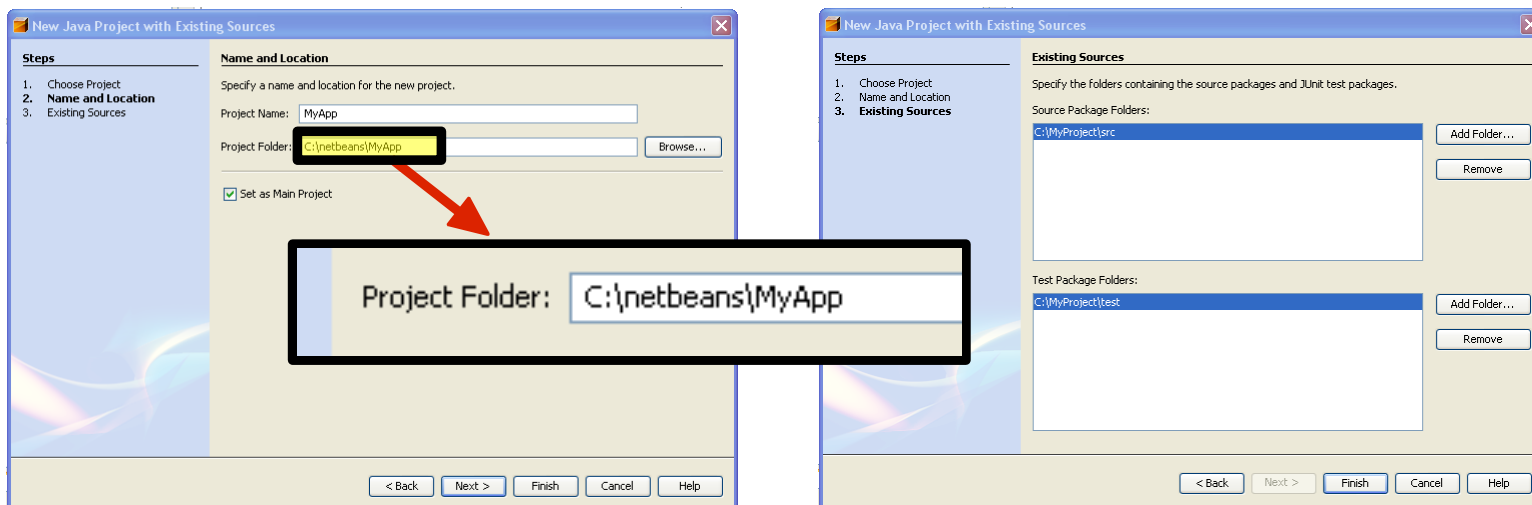 New Java Project with Existing Sources
Steps
1. Choose Project
2. Name and Location
3. Existing Sources
Name and Location
Specify a name and location for the new project.
Project Name: MyApp
Project Folder: C:\netbeans\MyApp
Browse...
Set as Main Project
Project Folder: C:\netbeans\MyApp
< Back
Next >
Finish
Cancel
Help
New Java Project with Existing Sources
Steps
1. Choose Project
2. Name and Location
3. Existing Sources
Existing Sources
Specify the folders containing the source packages and JUnit test packages.
Source Package Folders:
C:\MyProject\src
Add Folder...
Remove
Test Package Folders:
C:\MyProject\test
Add Folder...
Remove
< Back
Next >
Finish
Cancel
Help